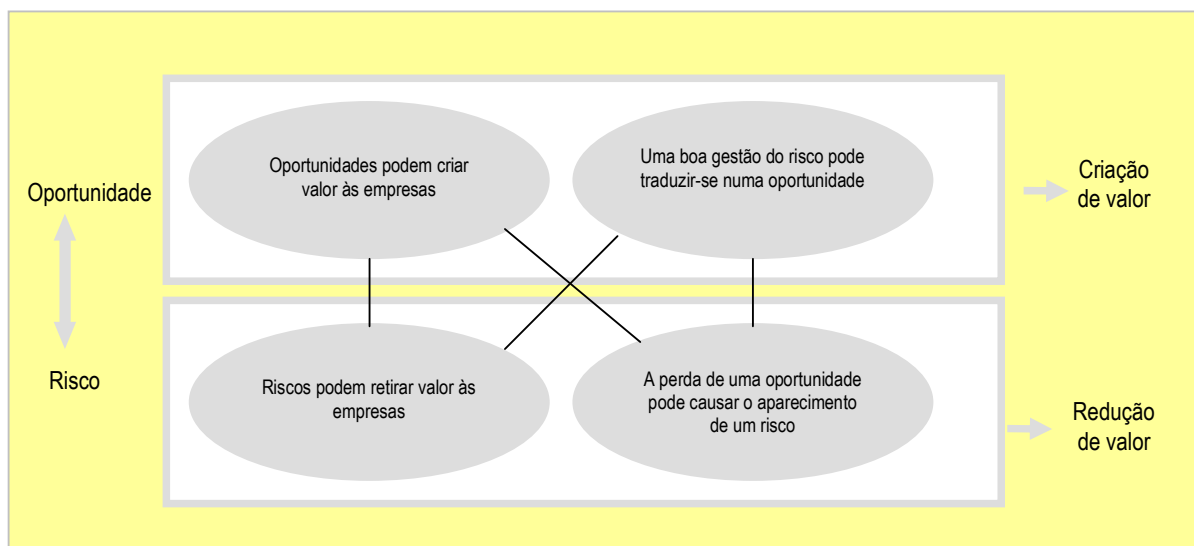 Oportunidade
Risco
Oportunidades podem criar
valor às empresas
Uma boa gestão do risco pode
traduzir-se numa oportunidade
Criação
de valor
Riscos podem retirar valor às
empresas
A perda de uma oportunidade
pode causar o aparecimento
de um risco
Redução
de valor